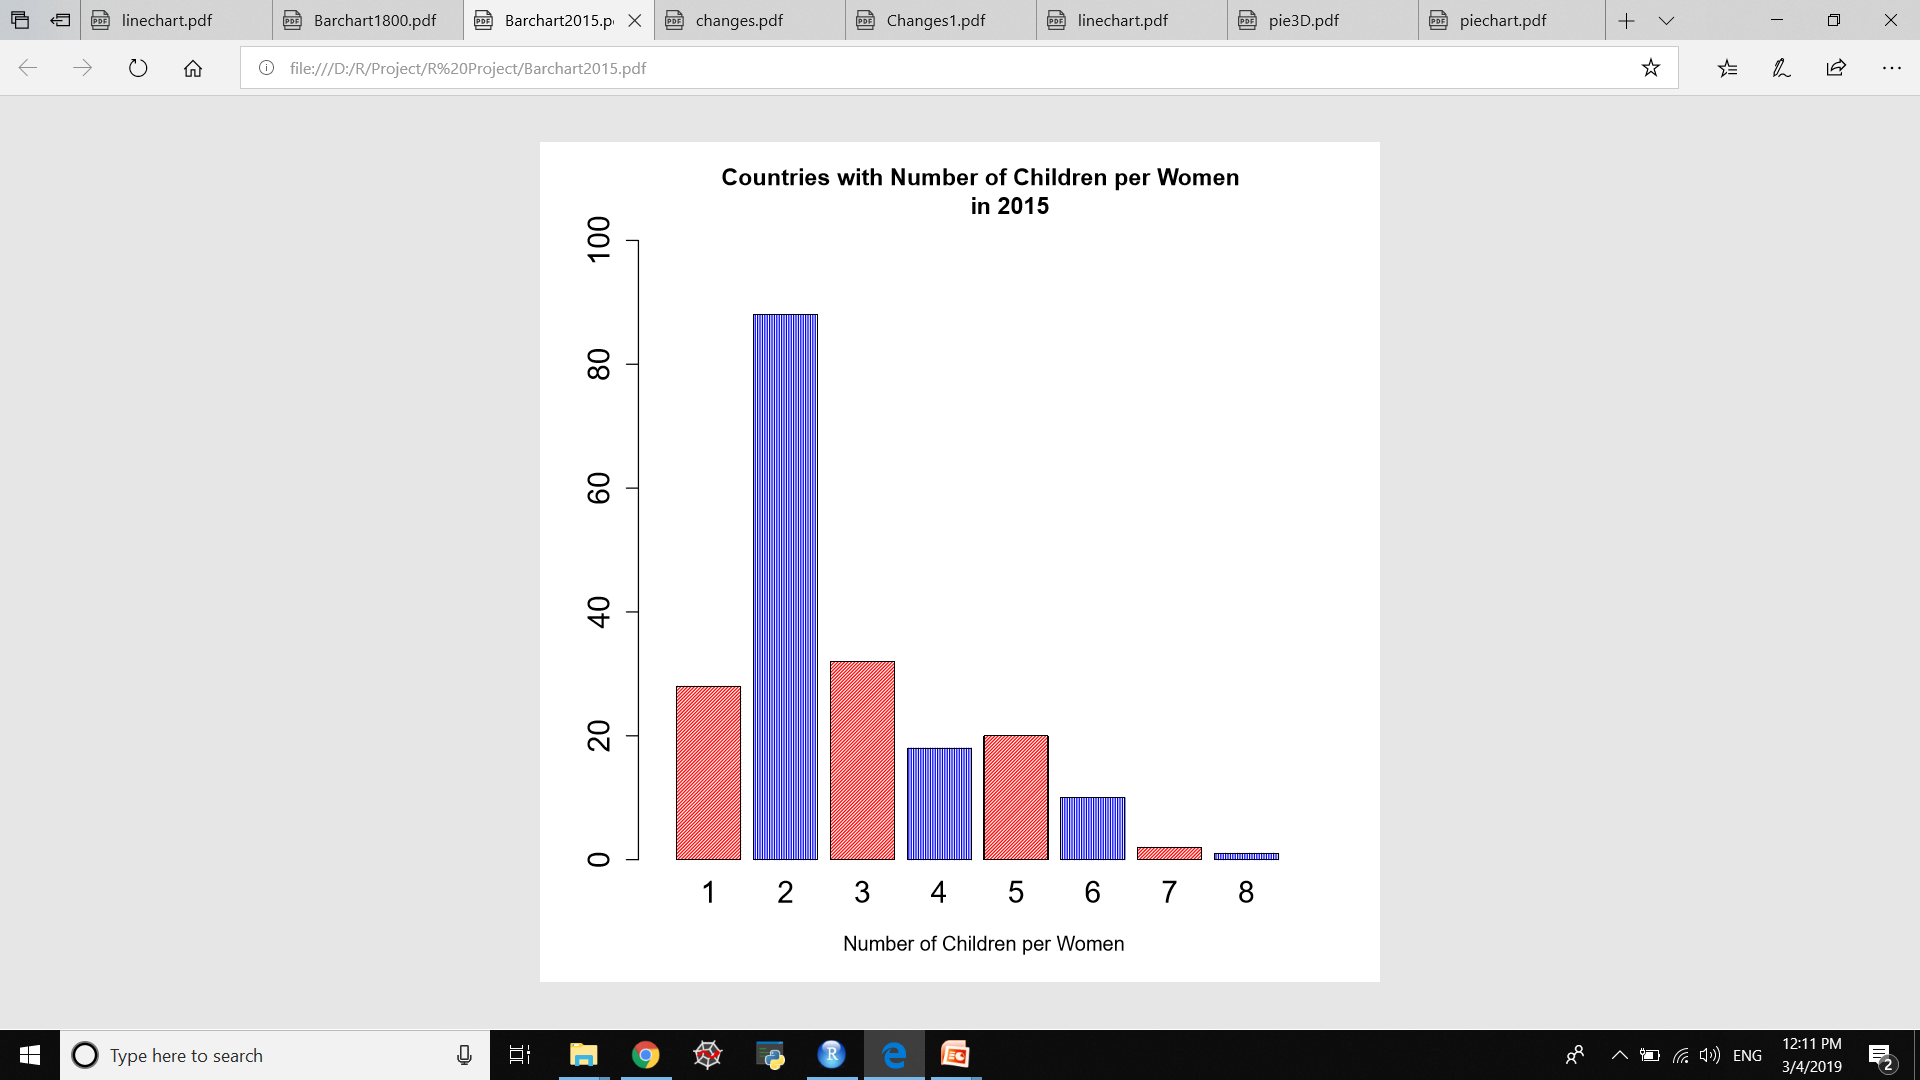 linechart.pdf
Barchart1800.pdf
Barchart2015.p
changes.pdf
Changes1.pdf
linechart.pdf
pie3D.pdf
piechart.pdf
file:///D:/R/Project/R%20Project/Barchart2015.pdf
Countries with Number of Children per Women
in 2015
100
80
60
40
20
0
1 2 3 4 5 6 7 8
Number of Children per Women
Type here to search
ENG
12:11 PM
3/4/2019
2